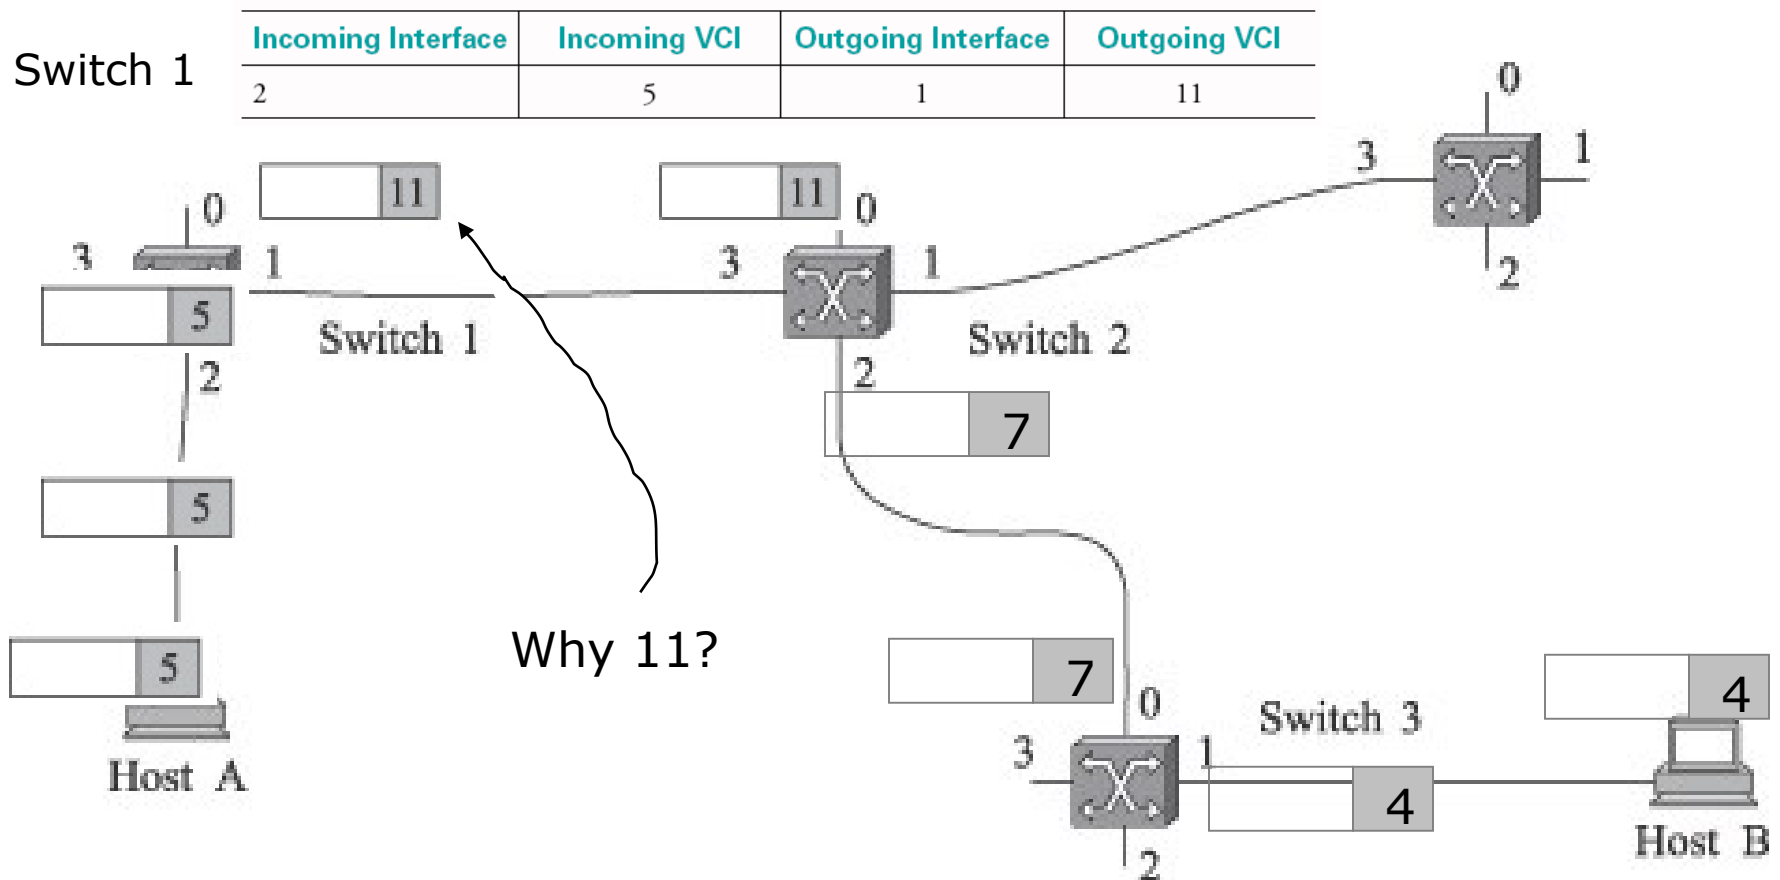 Incoming Interface Incoming VCI Outgoing Interface Outgoing VCI
Switch 1
2 5 1 11
0
3 1
11 11
0 0
3 1 3 1
2
5
Switch 1 Switch 2
2 2
7
5
Why 11?
5 7 4
0 Switch 3
3 1
Host A
4
Host B
2